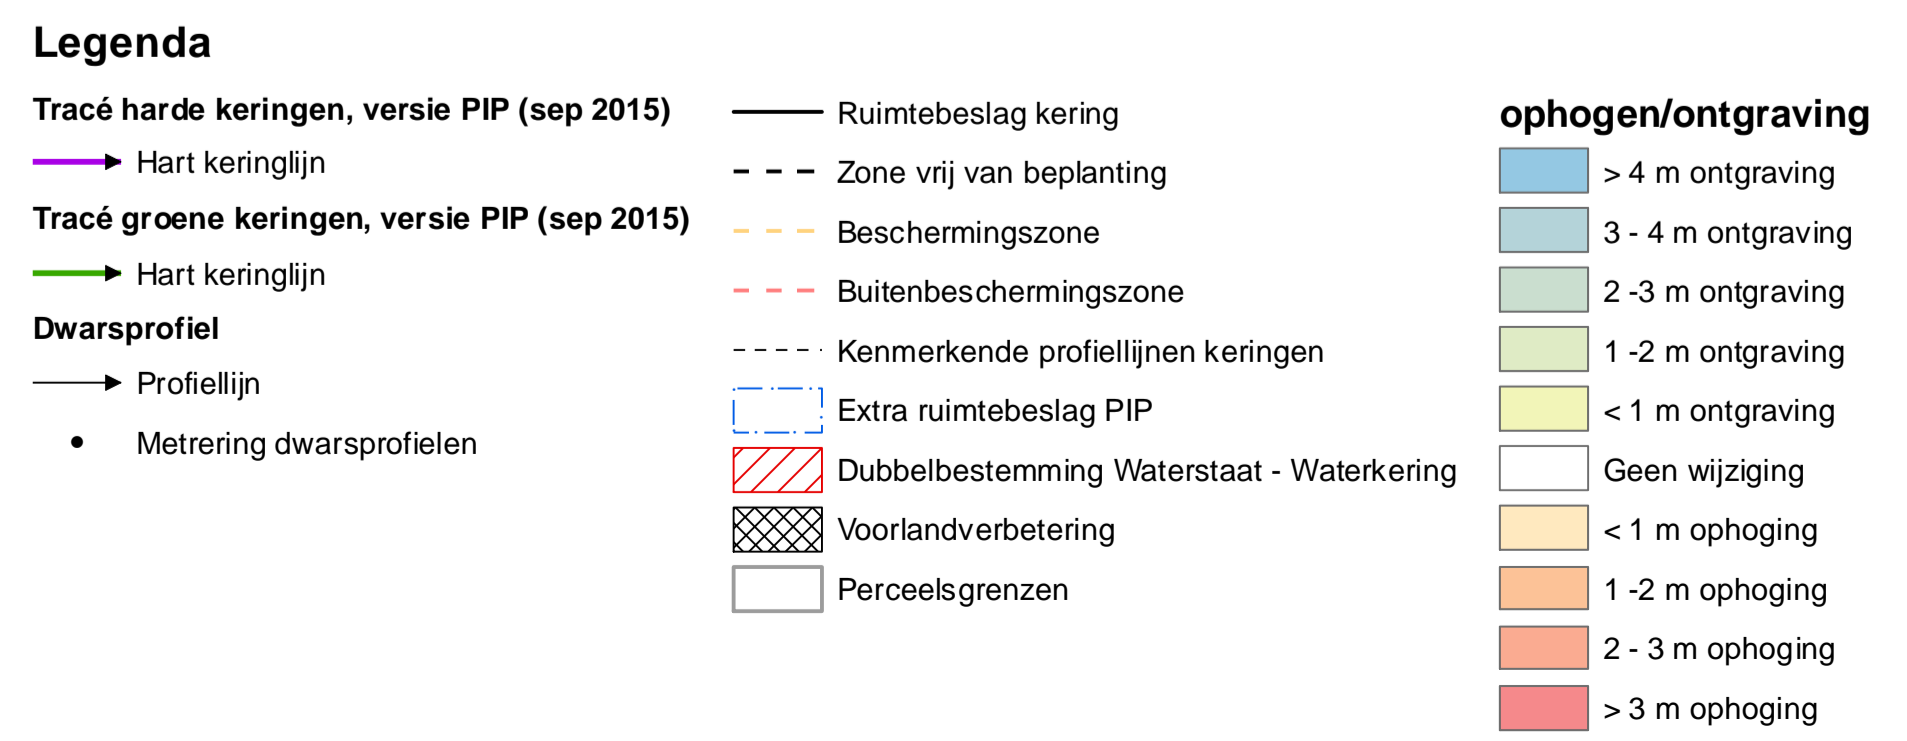 Legenda
Tracé harde keringen, versie PIP (sep 2015)
Hart keringlijn
Tracé groene keringen, versie PIP (sep 2015)
Hart keringlijn
Dwarsprofiel
Profiellijn
Metrering dwarsprofielen
Ruimtebeslag kering
Zone vrij van beplanting
Beschermingszone
Buitenbeschermingszone
Kenmerkende profiellijnen keringen
Extra ruimtebeslag PIP
Dubbelbestemming Waterstaat - Waterkering
Voorlandverbetering
Perceelsgrenzen
ophogen/ontgraving
> 4 m ontgraving
3 - 4 m ontgraving
2 -3 m ontgraving
1 -2 m ontgraving
< 1 m ontgraving
Geen wijziging
< 1 m ophoging
1 -2 m ophoging
2 - 3 m ophoging
> 3 m ophoging